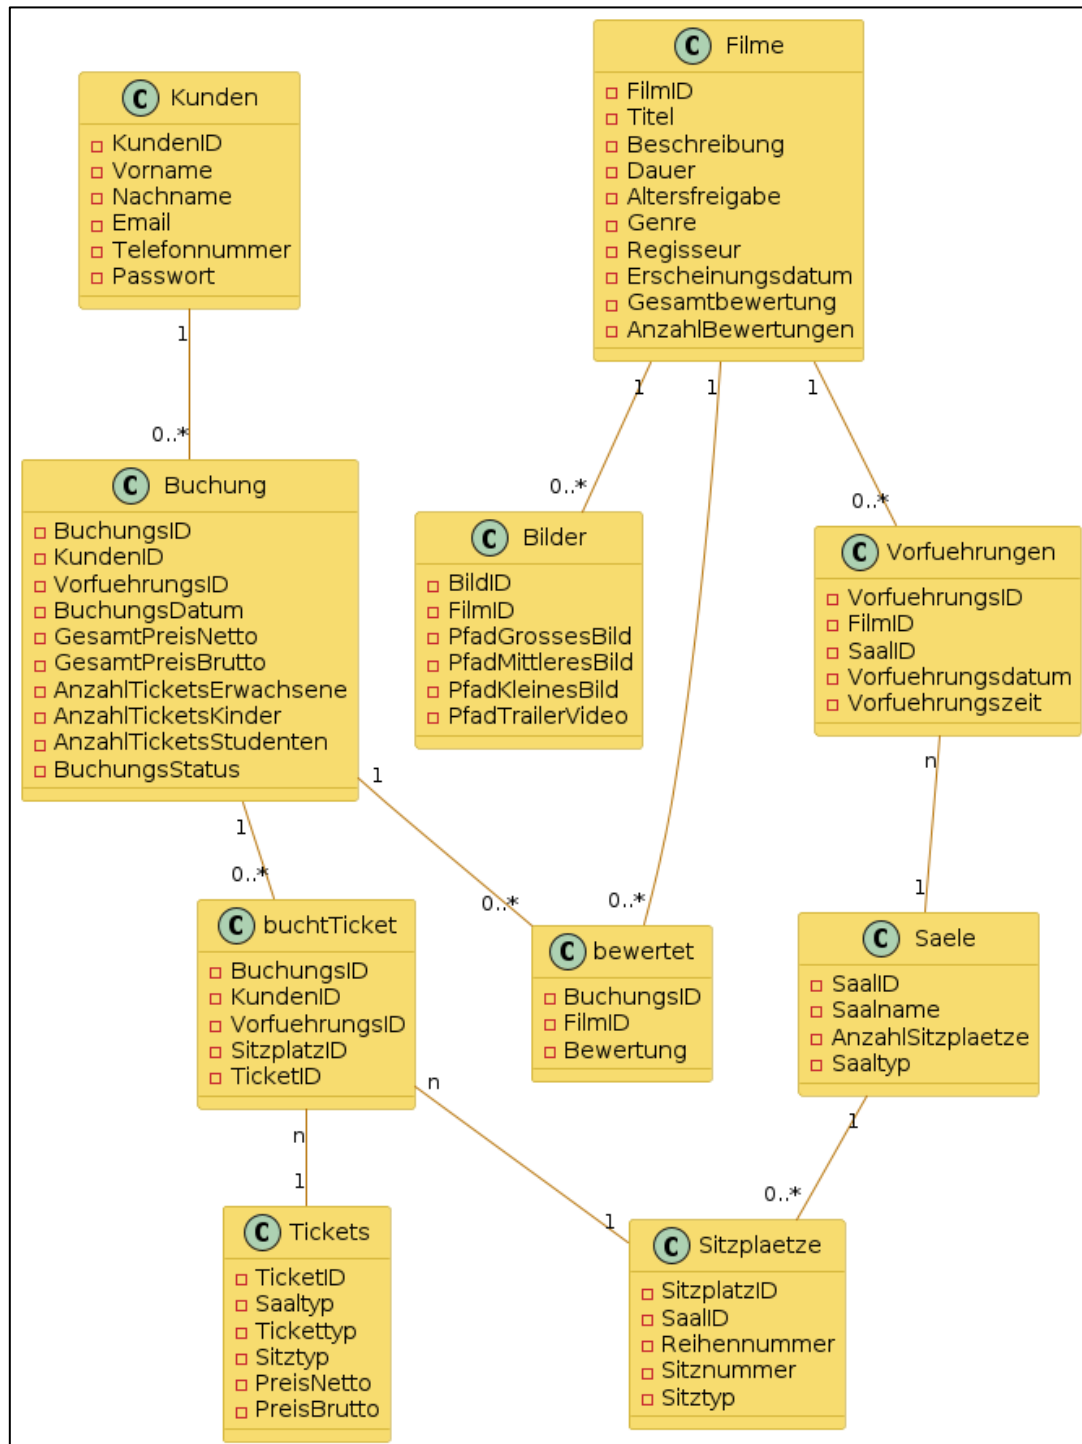 C Kunden
KundenID
Vorname
Nachname
Email
Telefonnummer
Passwort
C Filme
FilmID
Titel
Beschreibung
Dauer
Altersfreigabe
Genre
Regisseur
Erscheinungsdatum
Gesamtbewertung
AnzahlBewertungen
1
0..*
1
1
1
0..*
0..*
C Buchung
BuchungsID
KundenID
VorfuehrungsID
BuchungsDatum
GesamtPreisNetto
GesamtPreisBrutto
AnzahlTicketsErwachsene
AnzahlTicketsKinder
AnzahlTicketsStudenten
BuchungsStatus
C Bilder
BildID
FilmID
PfadGrossesBild
PfadMittleresBild
PfadKleinesBild
PfadTrailerVideo
C Vorfuehrungen
VorfuehrungsID
FilmID
SaalID
Vorfuehrungsdatum
Vorfuehrungszeit
1
1
n
0..*
0..*
0..*
1
C buchtTicket
BuchungsID
KundenID
VorfuehrungsID
SitzplatzID
TicketID
C bewertet
BuchungsID
FilmID
Bewertung
C Saele
SaalID
Saalname
AnzahlSitzplaetze
Saaltyp
n
n
1
1
1
0..*
C Tickets
TicketID
Saaltyp
Tickettyp
Sitztyp
PreisNetto
PreisBrutto
C Sitzplaetze
SitzplatzID
SaalID
Reihennummer
Sitznummer
Sitztyp